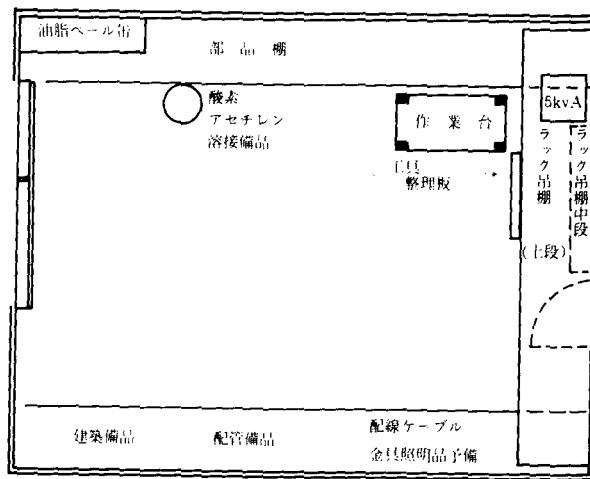 油脂ペール缶
部品棚
酸素
アセチレン
溶接備品
作業台
工具
整理板
5kvA
ラック吊棚
(上段)
ラック吊棚中段
建築備品
配管備品
配線ケーブル
金具照明品予備